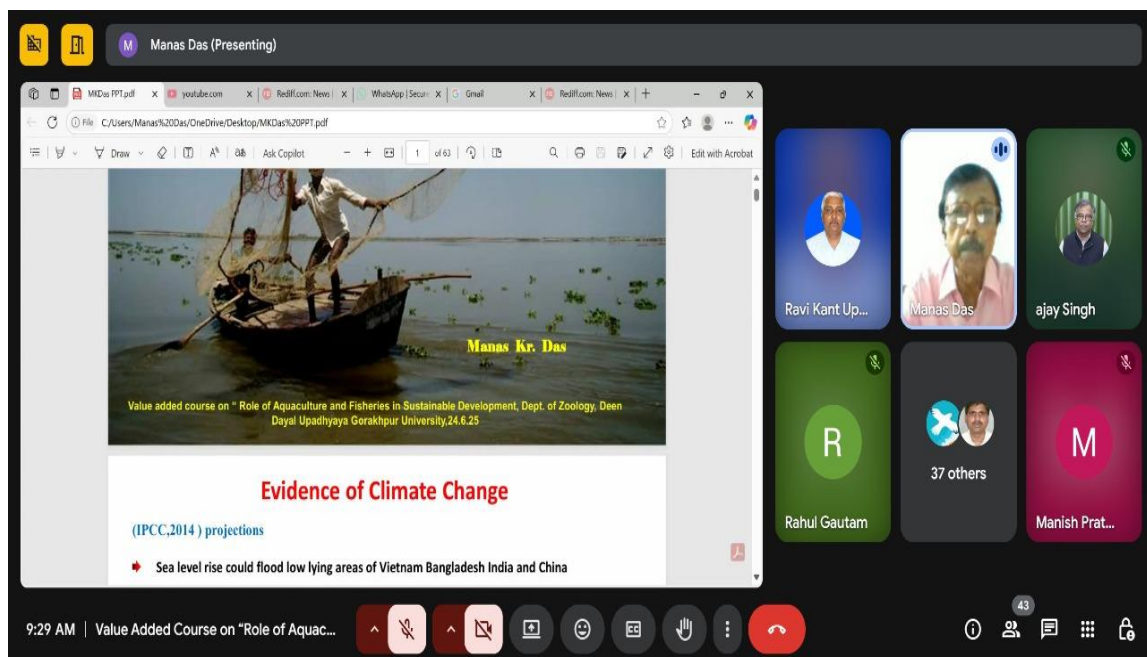 M Manas Das (Presenting)
MKDas PPT.pdf
youtube.com
Rediff.com: News |
WhatsApp | Secure
Gmail
Rediff.com: News |
File C:/Users/Manas%20Das/OneDrive/Desktop/MKDas%20PPT.pdf
Draw
Ask Copilot
1 of 63
Edit with Acrobat
Manas Kr. Das
Value added course on “ Role of Aquaculture and Fisheries in Sustainable Development, Dept. of Zoology, Deen
Dayal Upadhyaya Gorakhpur University,24.6.25
Evidence of Climate Change
(IPCC,2014 ) projections
Sea level rise could flood low lying areas of Vietnam Bangladesh India and China
Ravi Kant Up...
Manas Das
ajay Singh
R
Rahul Gautam
37 others
M
Manish Prat...
9:29 AM | Value Added Course on “Role of Aquac...
CC
43